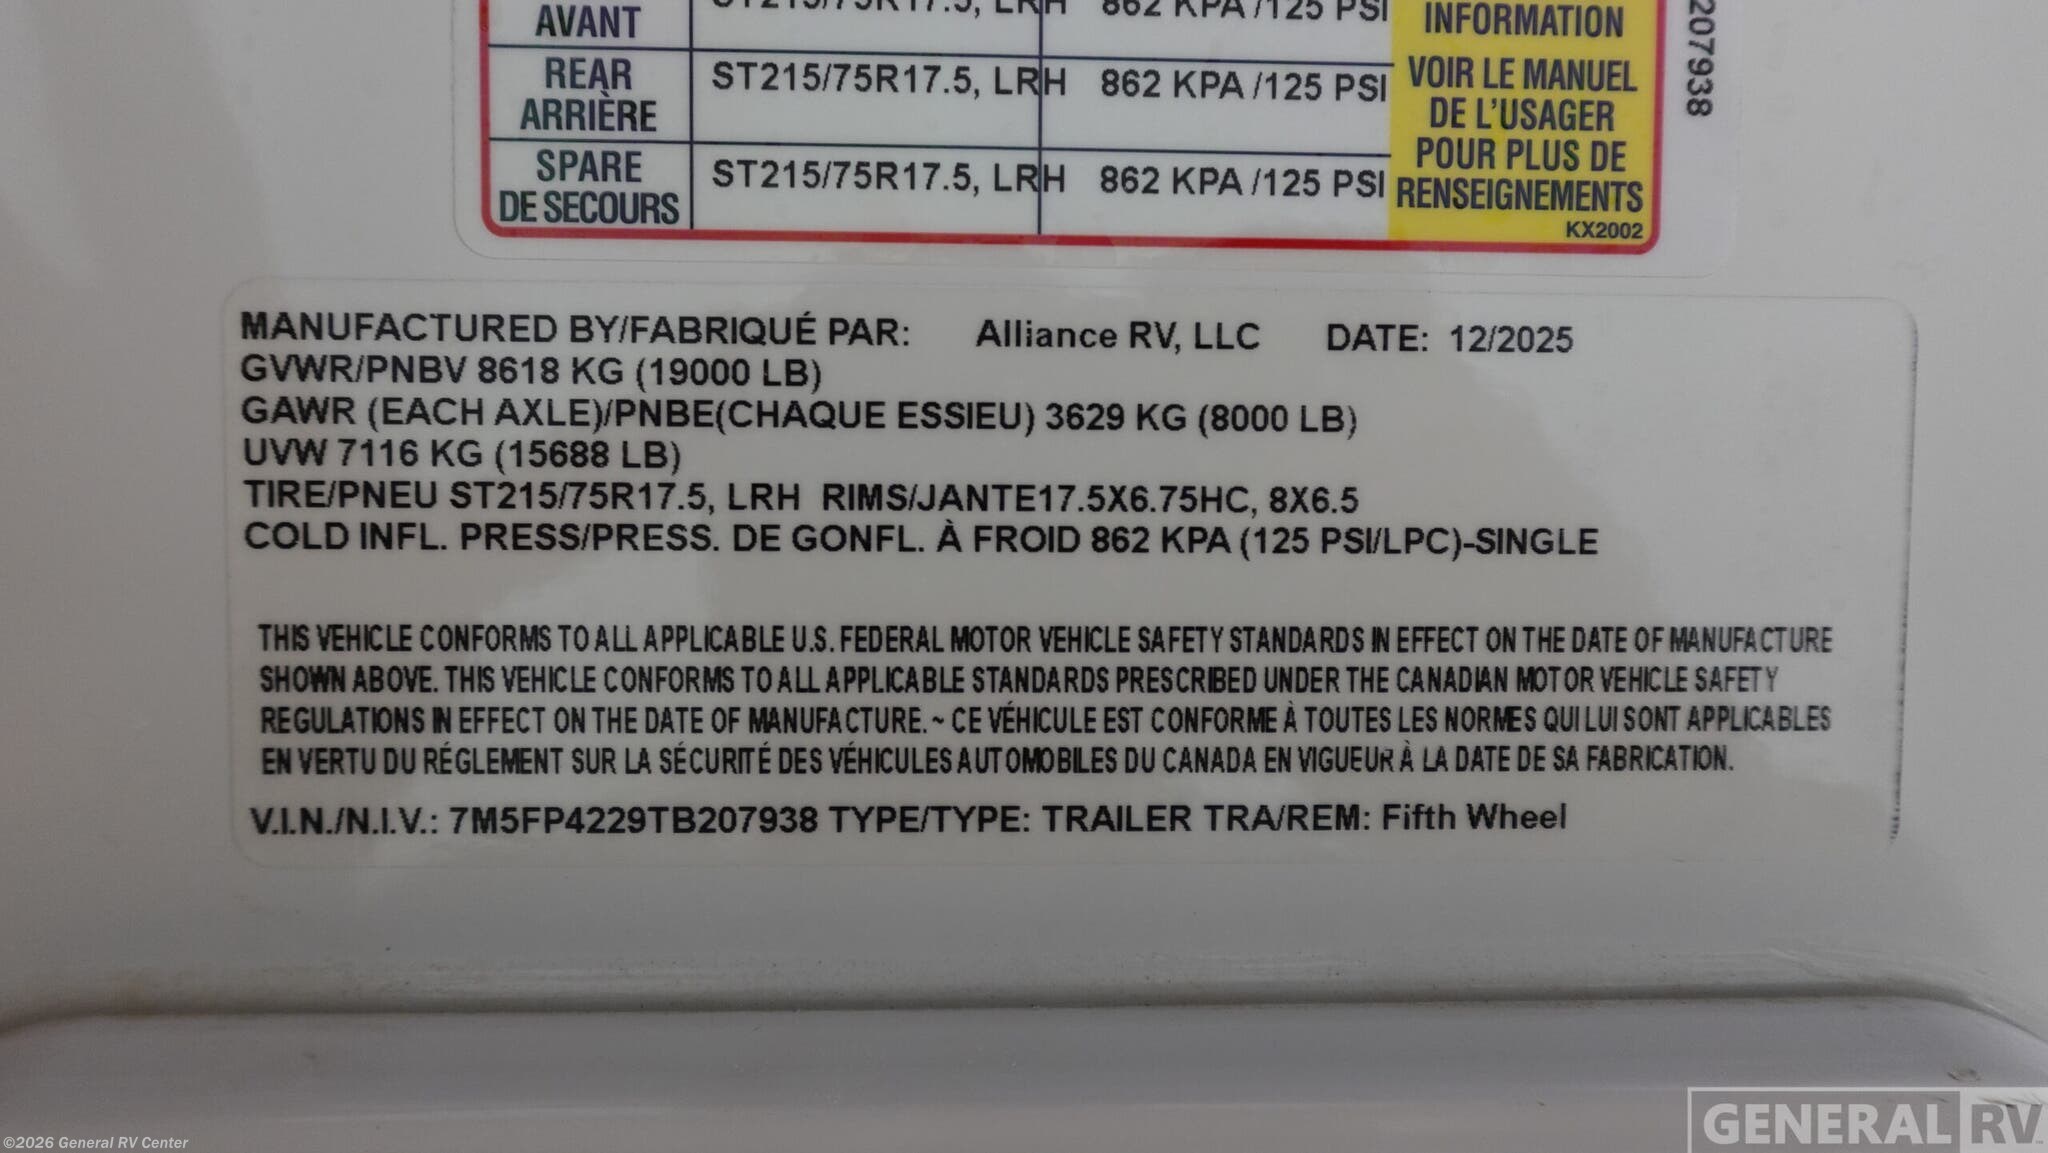 AVANT ST215/75R17.5, LRH 862 KPA /125 PSI
REAR
ARRIÈRE ST215/75R17.5, LRH 862 KPA /125 PSI
SPARE
DE SECOURS ST215/75R17.5, LRH 862 KPA /125 PSI
INFORMATION
VOIR LE MANUEL
DE L'USAGER
POUR PLUS DE
RENSEIGNEMENTS
KX2002
207938
MANUFACTURED BY/FABRIQUÉ PAR: Alliance RV, LLC DATE: 12/2025
GVWR/PNBV 8618 KG (19000 LB)
GAWR (EACH AXLE)/PNBE(CHAQUE ESSIEU) 3629 KG (8000 LB)
UVW 7116 KG (15688 LB)
TIRE/PNEU ST215/75R17.5, LRH RIMS/JANTE17.5X6.75HC, 8X6.5
COLD INFL. PRESS/PRESS. DE GONFL. À FROID 862 KPA (125 PSI/LPC)-SINGLE
THIS VEHICLE CONFORMS TO ALL APPLICABLE U.S. FEDERAL MOTOR VEHICLE SAFETY STANDARDS IN EFFECT ON THE DATE OF MANUFACTURE
SHOWN ABOVE. THIS VEHICLE CONFORMS TO ALL APPLICABLE STANDARDS PRESCRIBED UNDER THE CANADIAN MOTOR VEHICLE SAFETY
REGULATIONS IN EFFECT ON THE DATE OF MANUFACTURE. ~ CE VÉHICULE EST CONFORME À TOUTES LES NORMES QUI LUI SONT APPLICABLES
EN VERTU DU RÉGLEMENT SUR LA SÉCURITÉ DES VÉHICULES AUTOMOBILES DU CANADA EN VIGUEUR À LA DATE DE SA FABRICATION.
V.I.N./N.I.V.: 7M5FP4229TB207938 TYPE/TYPE: TRAILER TRA/REM: Fifth Wheel
GENERAL RV
©2026 General RV Center